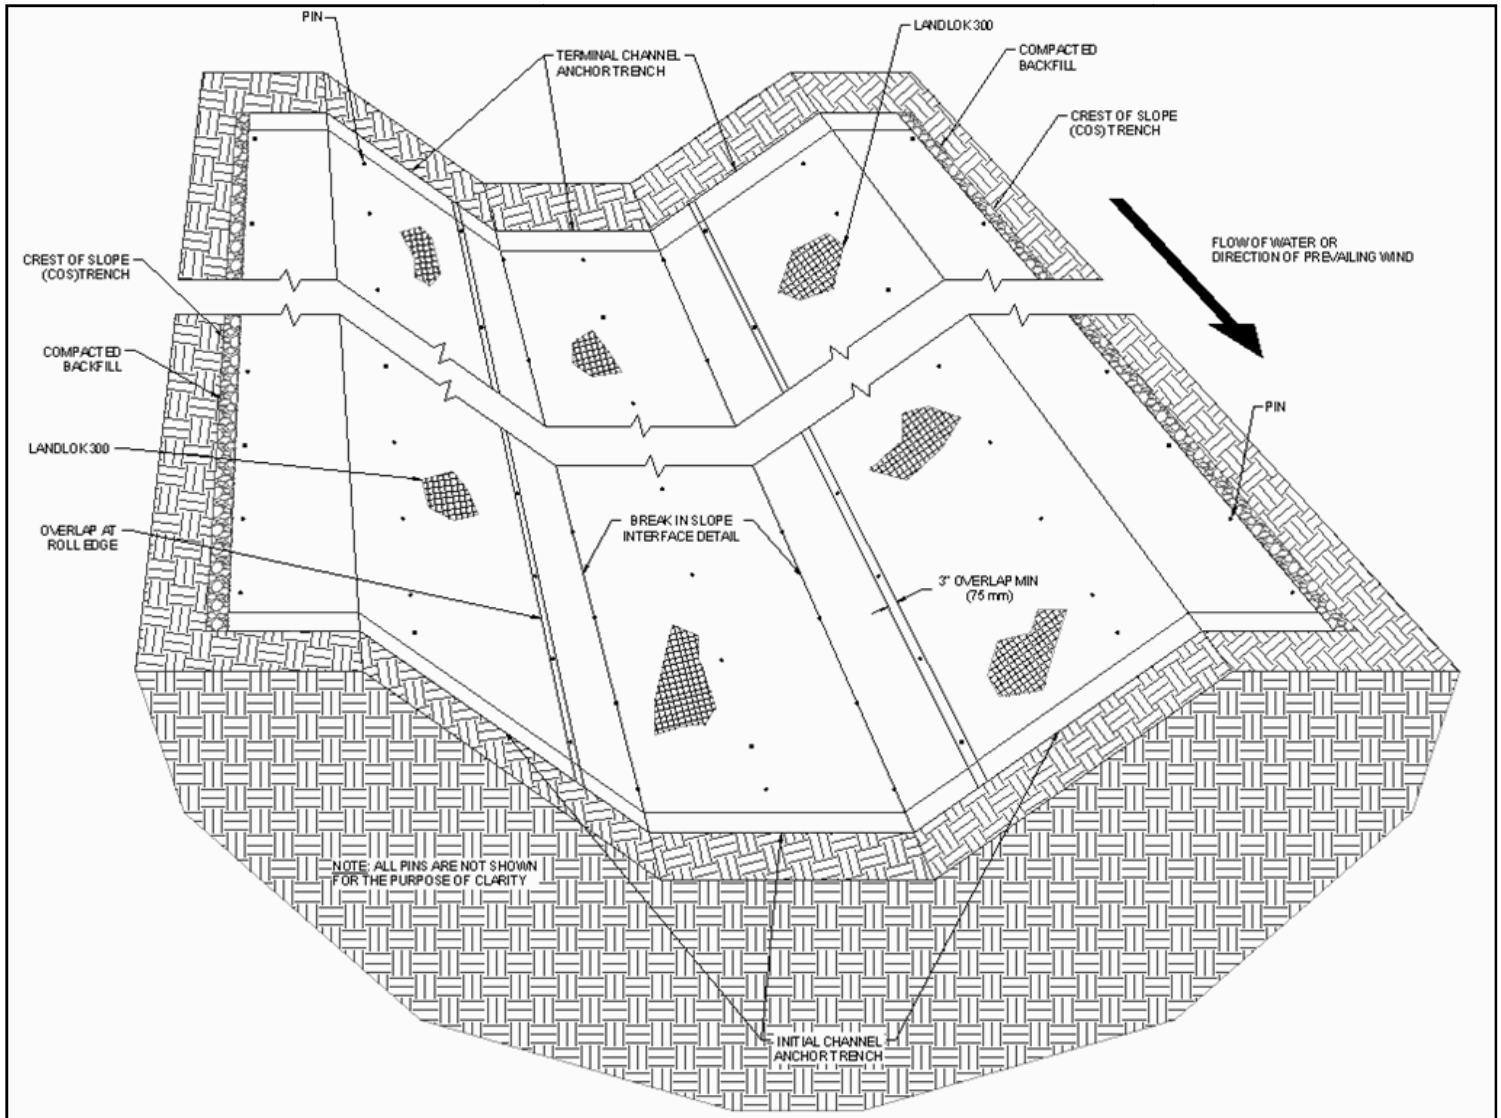 PIN
TERMINAL CHANNEL
ANCHOR TRENCH
LANDLOK 300
COMPACTED
BACKFILL
CREST OF SLOPE
(COS) TRENCH
FLOW OF WATER OR
DIRECTION OF PREVAILING WIND
CREST OF SLOPE
(COS) TRENCH
COMPACTED
BACKFILL
PIN
LANDLOK 300
OVERLAP AT
ROLL EDGE
BREAK IN SLOPE
INTERFACE DETAIL
3" OVERLAP MIN
(75 mm)
NOTE: ALL PINS ARE NOT SHOWN
FOR THE PURPOSE OF CLARITY
INITIAL CHANNEL
ANCHOR TRENCH